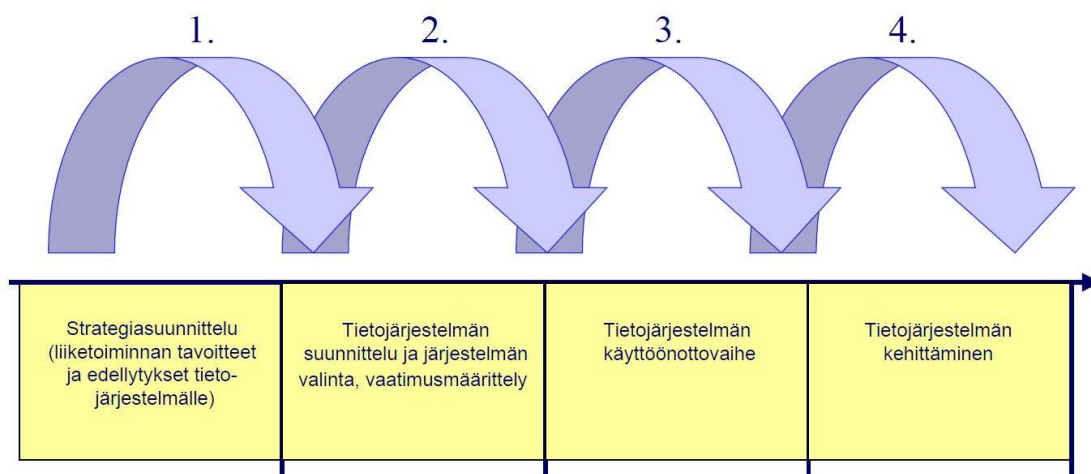 1.
2.
3.
4.
Strategiasuunnittelu
(liiketoiminnan tavoitteet
ja edellytykset tieto-
järjestelmälle)
Tietojärjestelmän
suunnittelu ja järjestelmän
valinta, vaatimusmäärittely
Tietojärjestelmän
käyttöönottovaihe
Tietojärjestelmän
kehittäminen